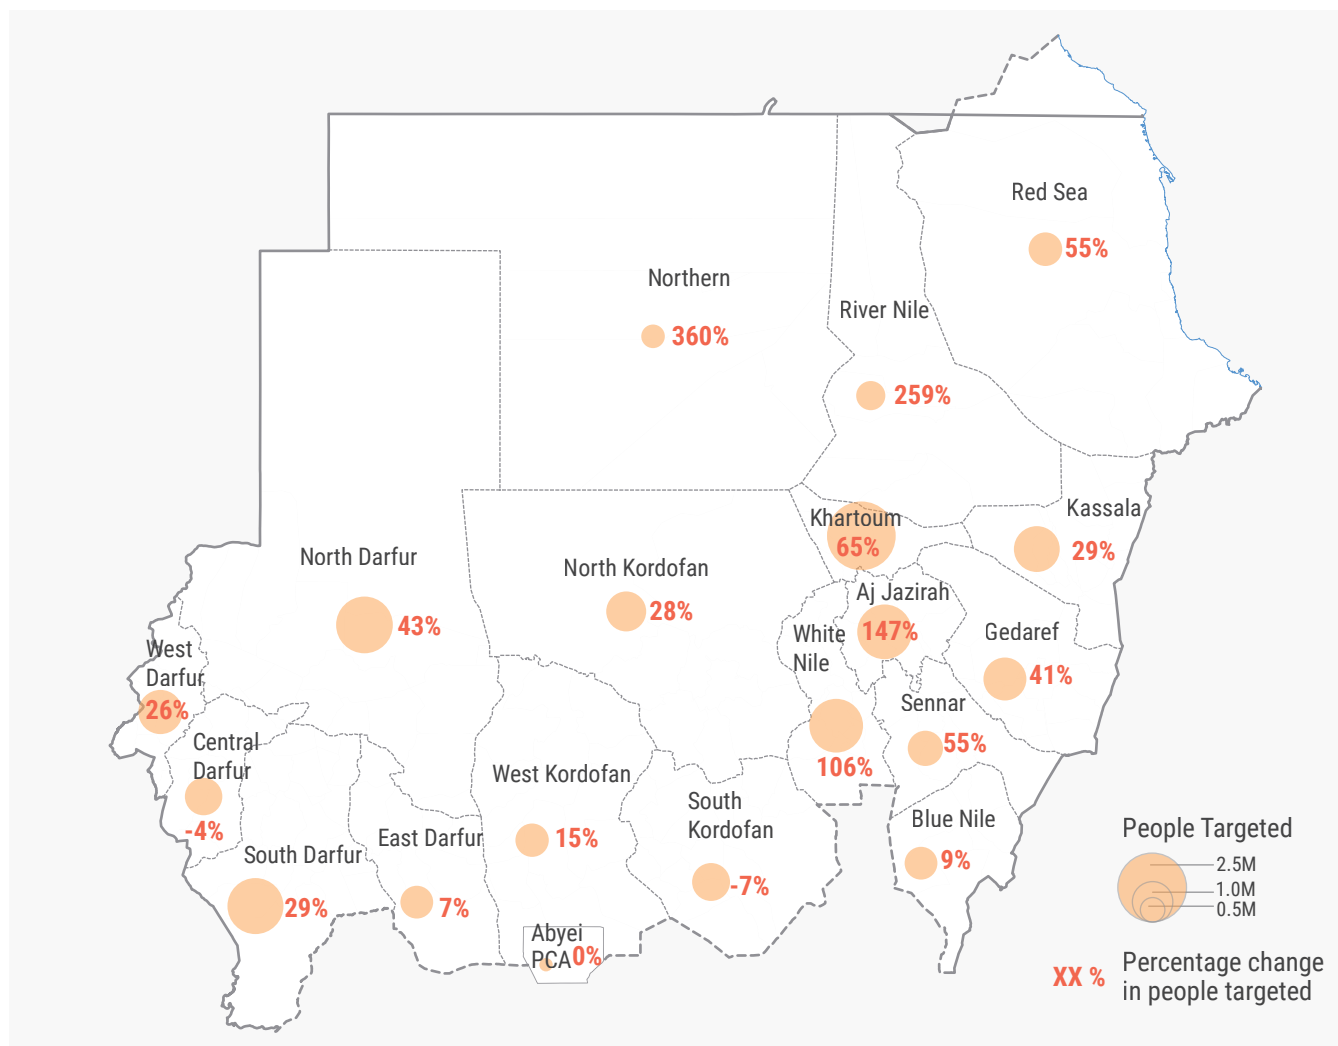 Red Sea
55%
Northern
360%
River Nile
259%
Kassala
29%
Khartoum
65%
North Darfur
43%
North Kordofan
28%
Aj Jazirah
147%
White
Nile
106%
Gedaref
41%
West
Darfur
26%
Sennar
55%
Central
Darfur
-4%
West Kordofan
15%
South
Kordofan
-7%
Blue Nile
9%
East Darfur
7%
South Darfur
29%
Abyei
PCA
0%
People Targeted
2.5M
1.0M
0.5M
XX %
Percentage change
in people targeted